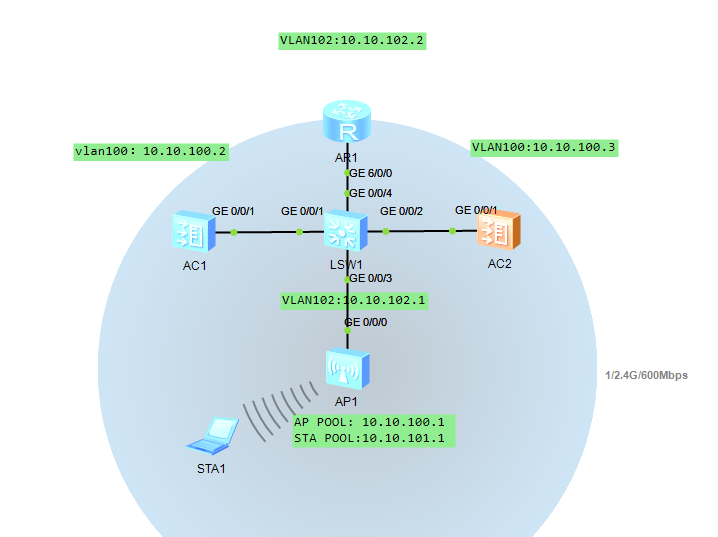 VLAN102:10.10.102.2
vlan100: 10.10.100.2
VLAN100:10.10.100.3
R
AR1
GE 6/0/0
GE 0/0/4
GE 0/0/1
GE 0/0/1
GE 0/0/2
GE 0/0/1
AC1
LSW1
AC2
GE 0/0/3
VLAN102:10.10.102.1
GE 0/0/0
1/2.4G/600Mbps
AP1
AP POOL: 10.10.100.1
STA POOL:10.10.101.1
STA1